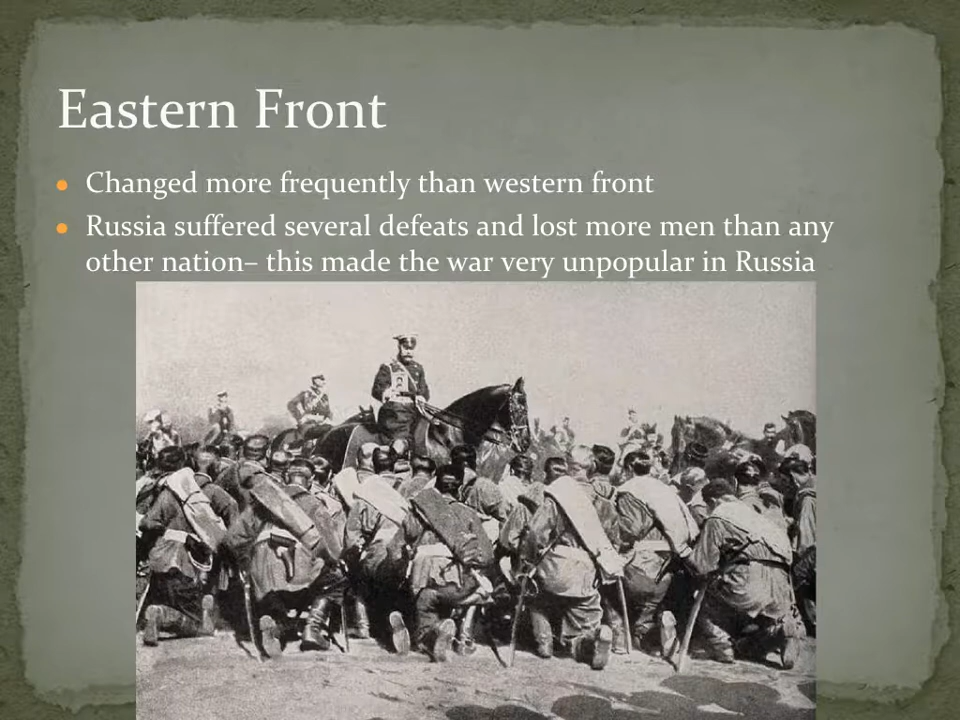 Eastern Front
• Changed more frequently than western front
• Russia suffered several defeats and lost more men than any
other nation– this made the war very unpopular in Russia